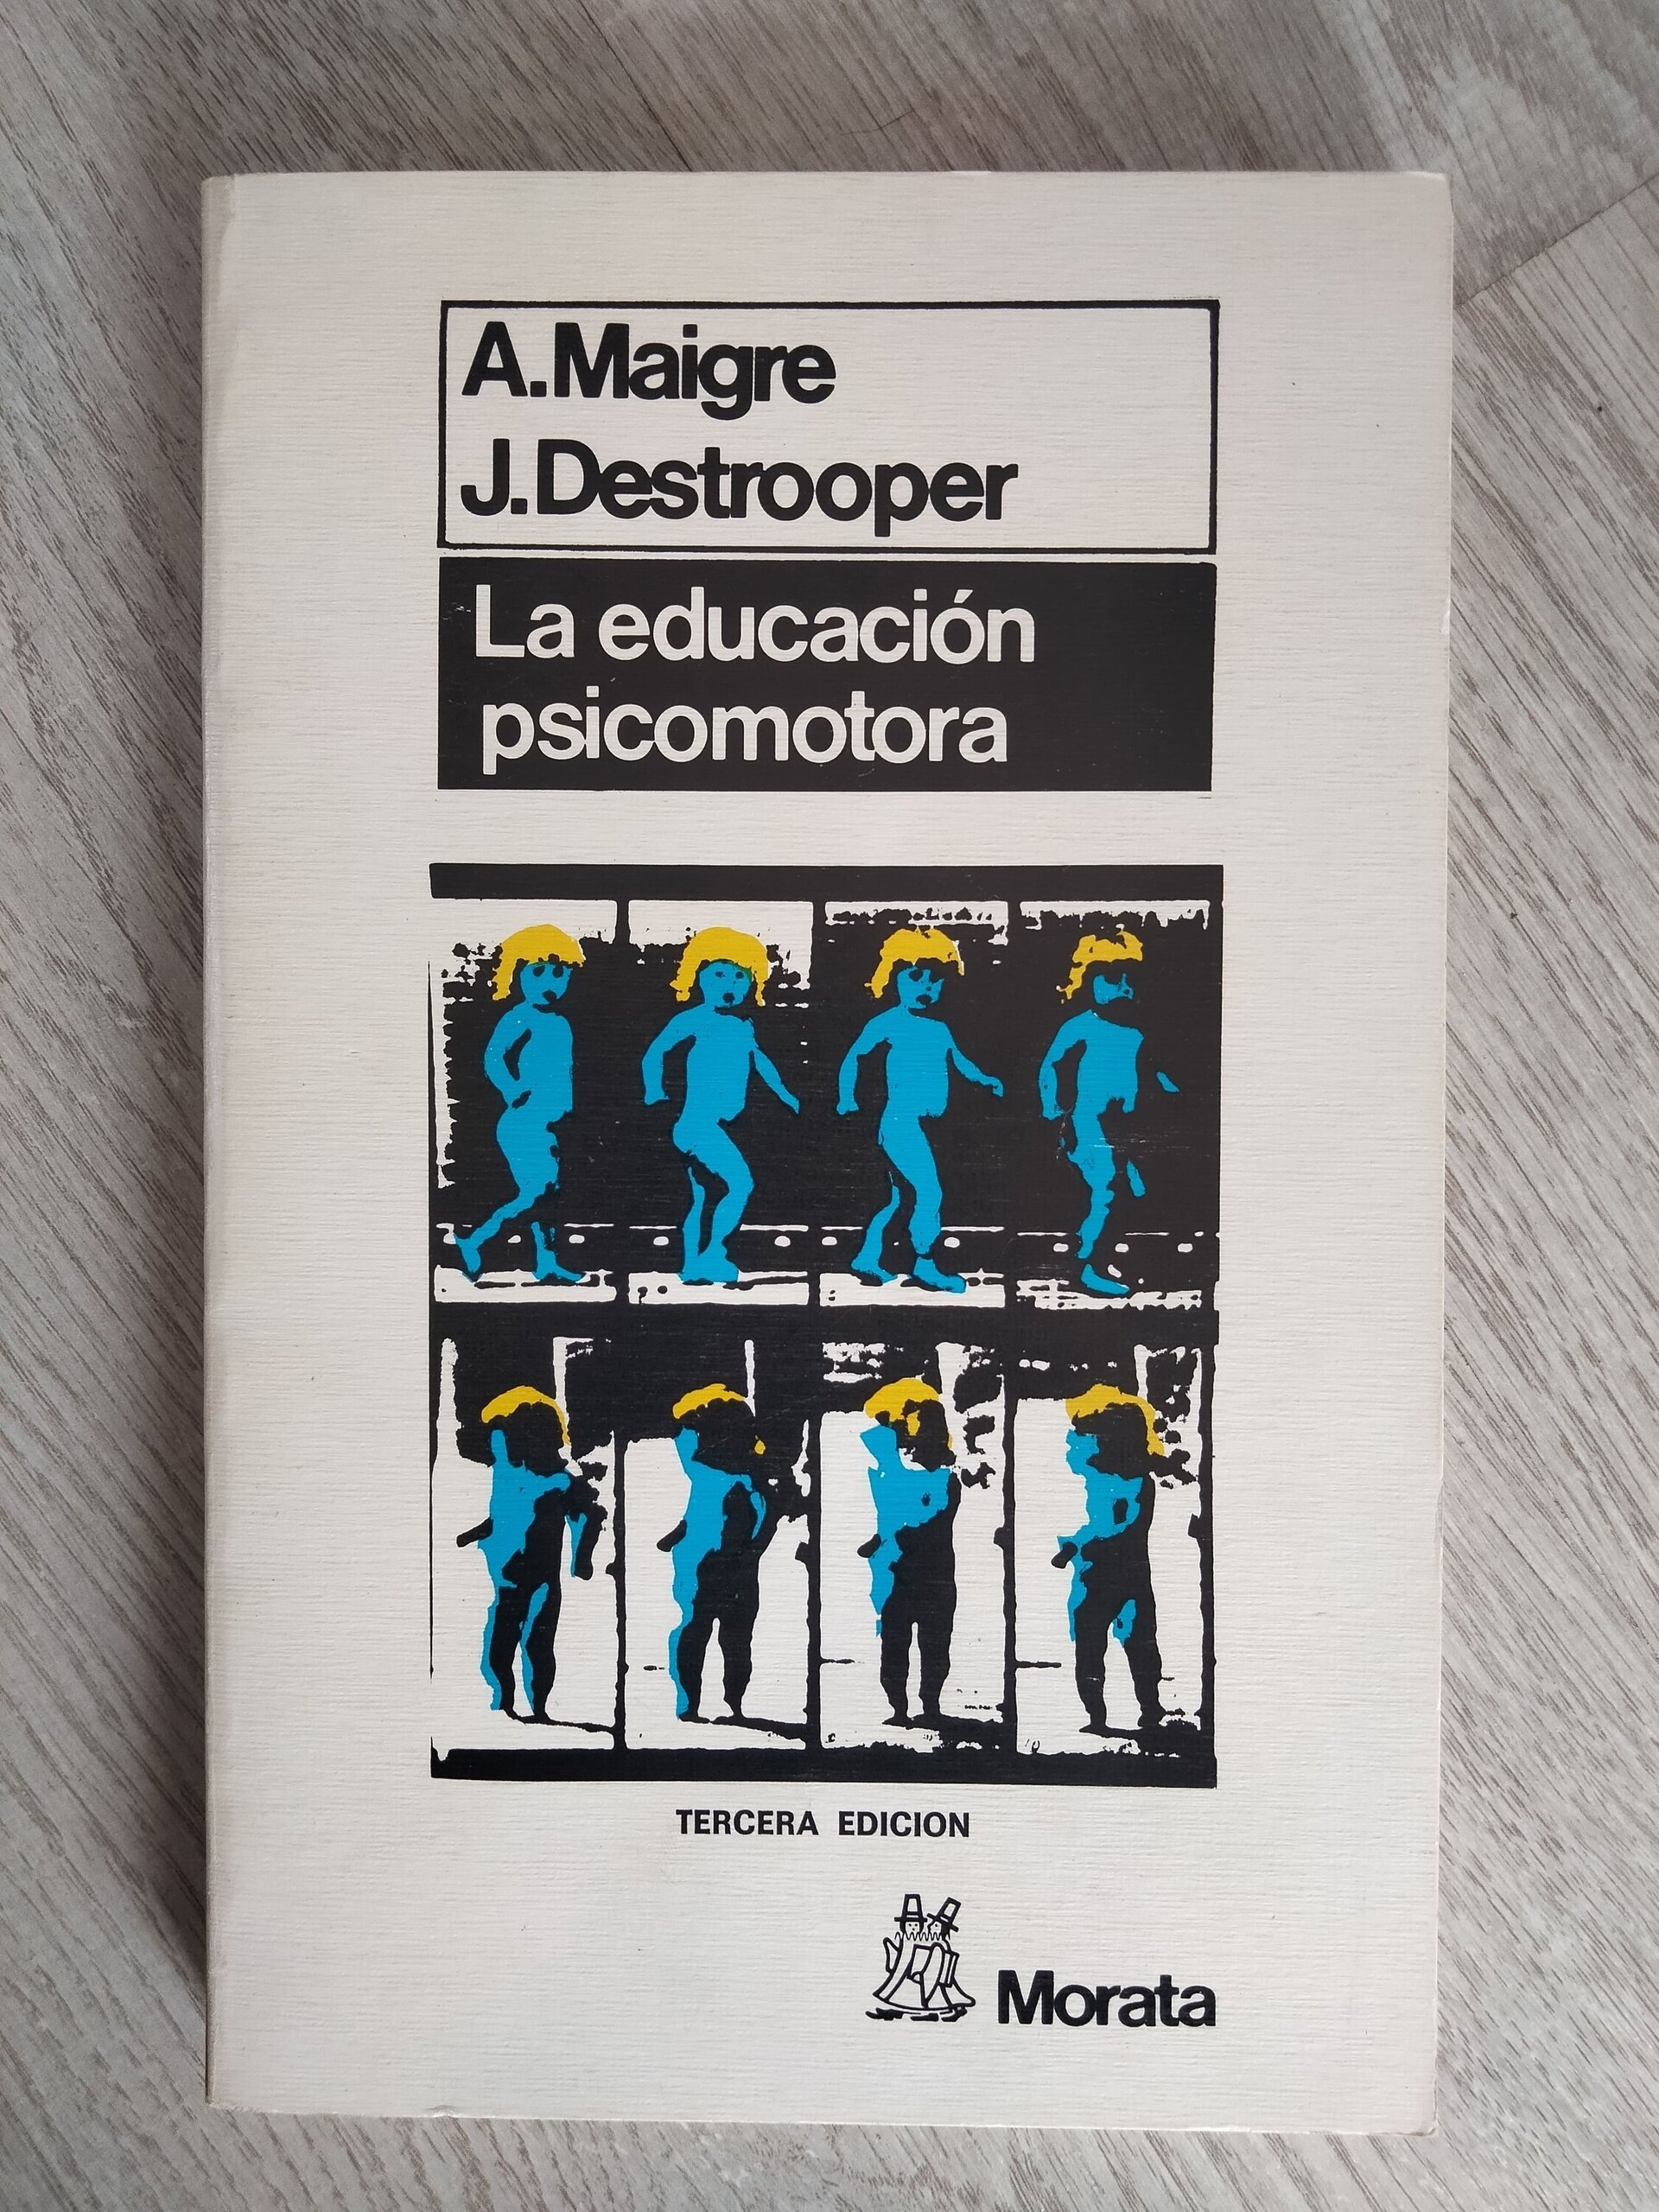 A. Maigre
J. Destrooper
La educación
psicomotora
TERCERA EDICION
Morata